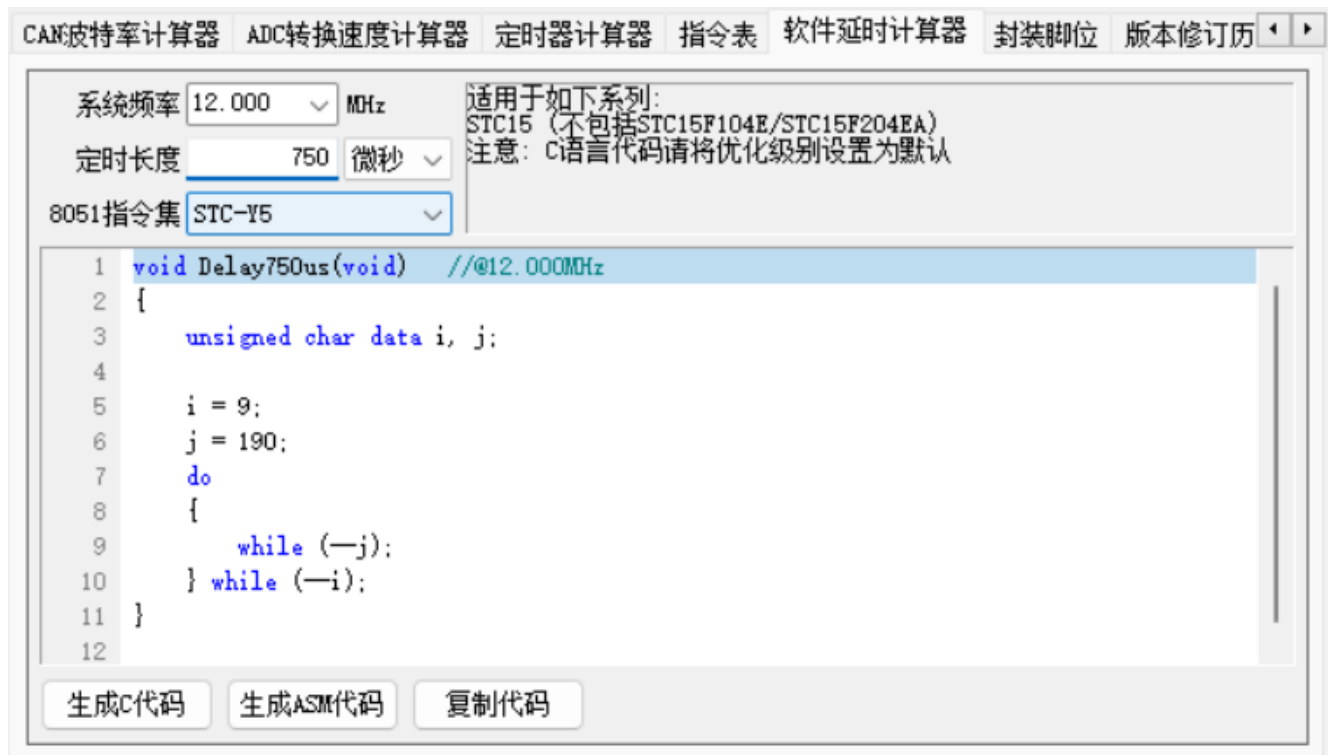 CAN波特率计算器 ADC转换速度计算器 定时器计算器 指令表 软件延时计算器 封装脚位 版本修订历
系统频率 12.000 MHz
定时长度 750 微秒
8051指令集 STC-Y5
适用于如下系列:
STC15 (不包括STC15F104E/STC15F204EA)
注意: C语言代码请将优化级别设置为默认
1 void Delay750us(void) //@12.000MHz
2 {
3 unsigned char data i, j;
4
5 i = 9;
6 j = 190;
7 do
8 {
9 while (--j);
10 } while (--i);
11 }
12
生成C代码 生成ASM代码 复制代码